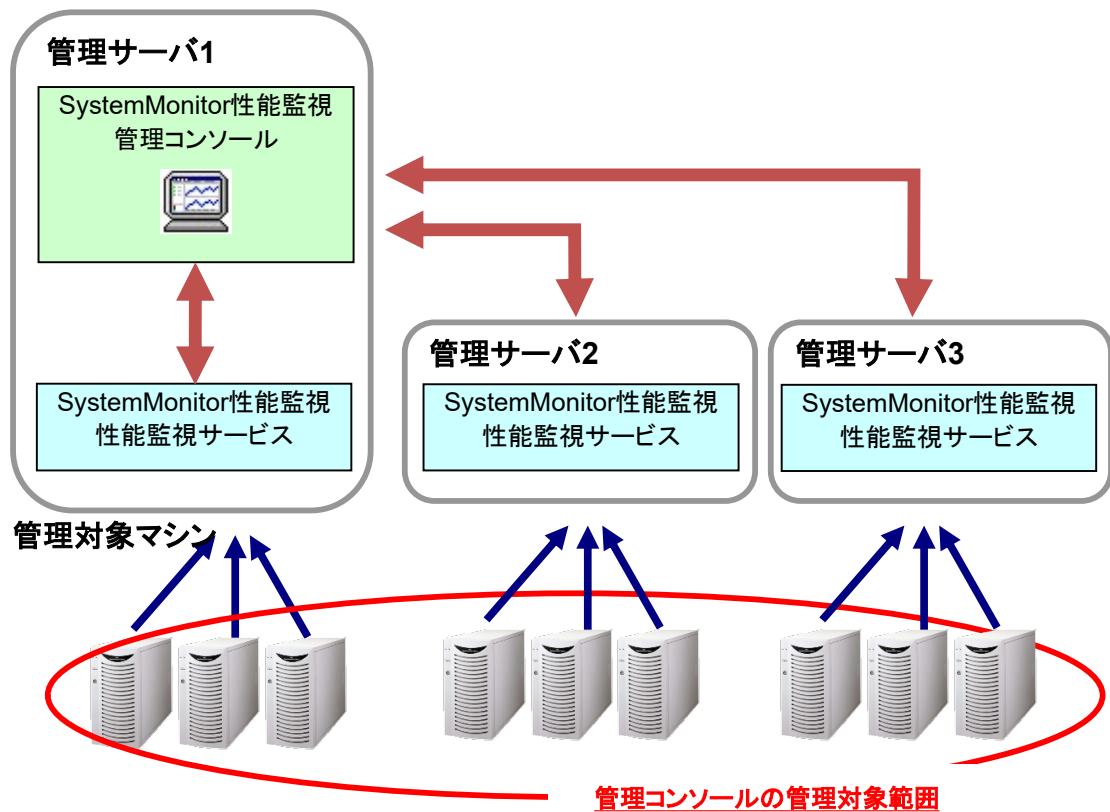 管理サーバ1
SystemMonitor性能監視
管理コンソール
SystemMonitor性能監視
性能監視サービス
管理サーバ2
SystemMonitor性能監視
性能監視サービス
管理サーバ3
SystemMonitor性能監視
性能監視サービス
管理対象マシン
管理コンソールの管理対象範囲